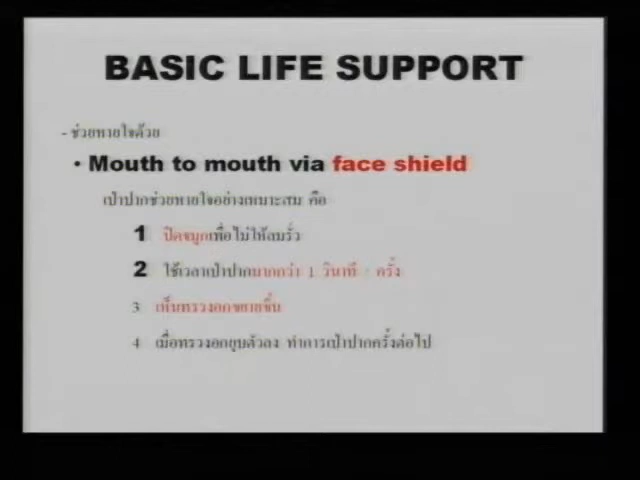 BASIC LIFE SUPPORT
- ช่วยหายใจด้วย
• Mouth to mouth via face shield
เป่าปากช่วยหายใจอย่างเหมาะสม คือ
1 ปิดจมูกเพื่อไม่ให้ลมรั่ว
2 ใช้เวลาเป่าปากมากกว่า 1 วินาที / ครั้ง
3 เห็นทรวงอกขยายขึ้น
4 เมื่อทรวงอกยุบตัวลง ทำการเป่าปากครั้งต่อไป